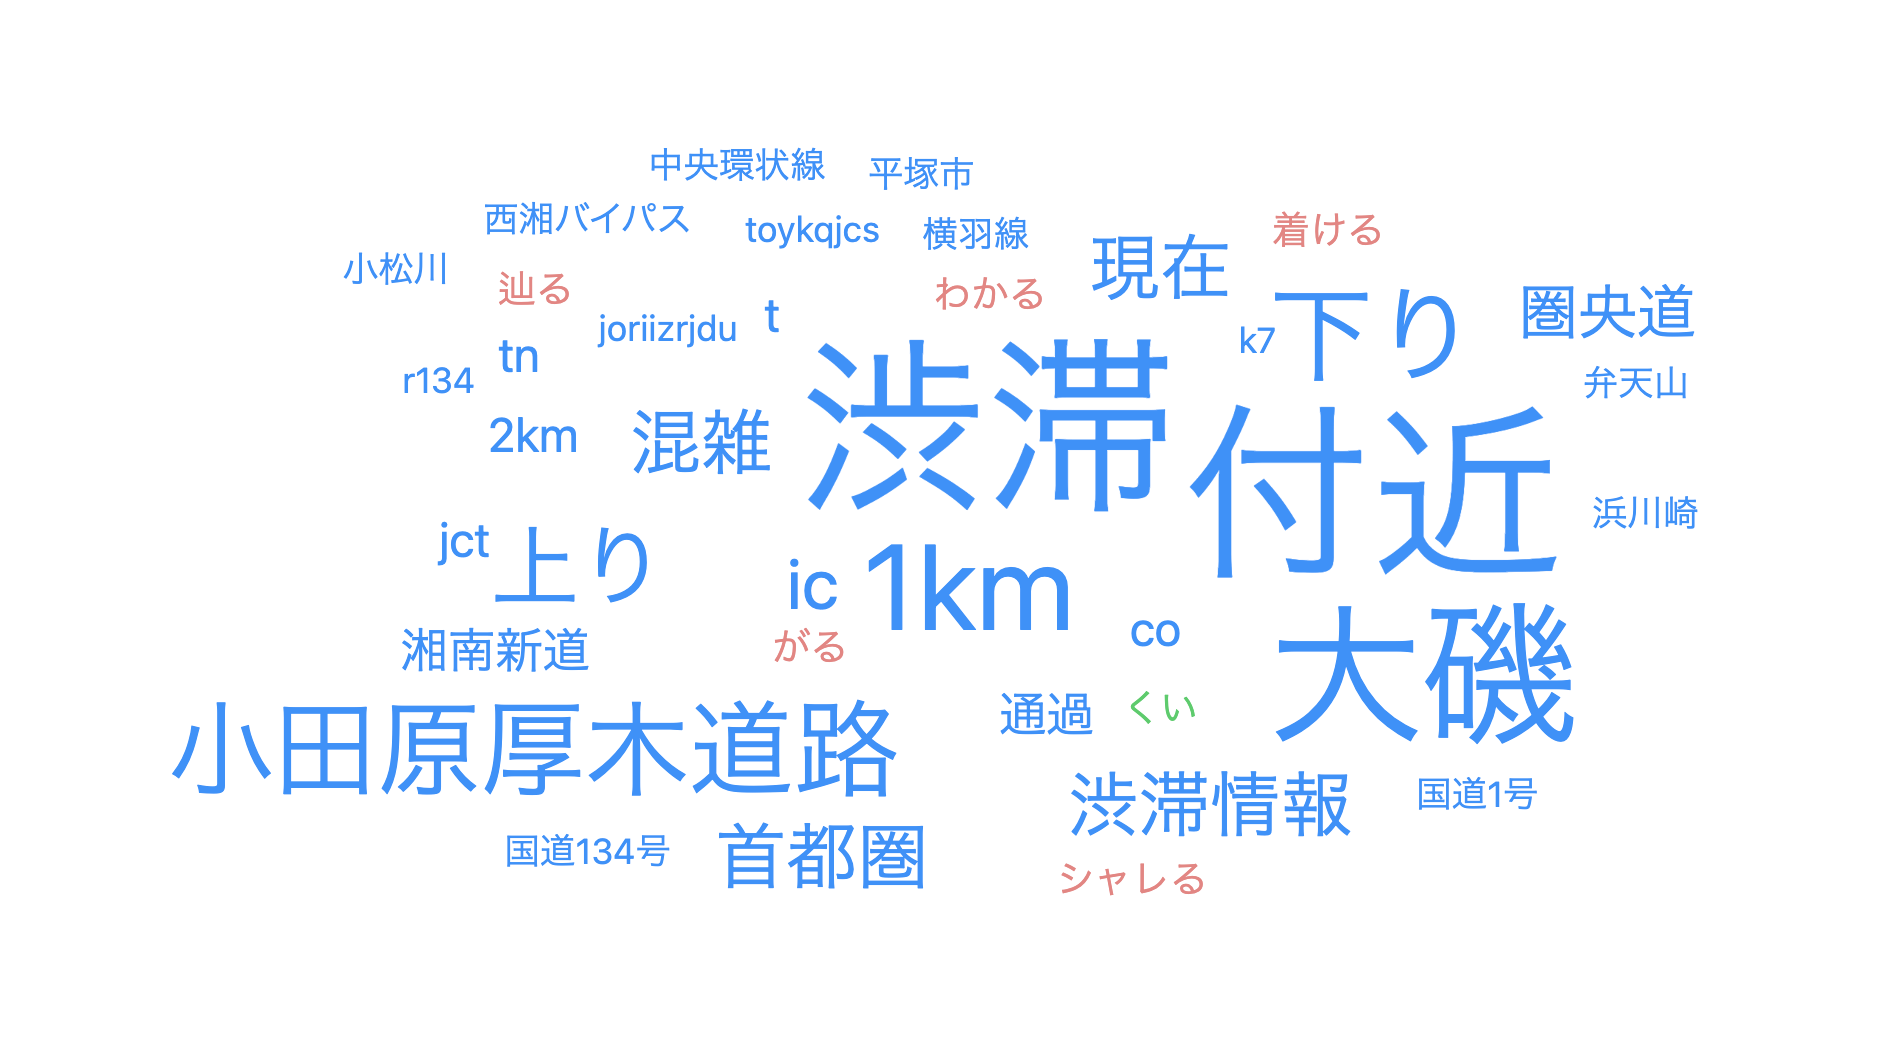 中央環状線
平塚市
西湘バイパス
toykqjcs
横羽線
着ける
小松川
辿る
わかる
現在
圏央道
joriizrjdu
t
k7
下り
tn
r134
渋滞
弁天山
2km
混雑
付近
浜川崎
jct
上り
ic
1km
co
湘南新道
がる
大磯
小田原厚木道路
通過
くい
渋滞情報
国道1号
国道134号
首都圏
シャレる